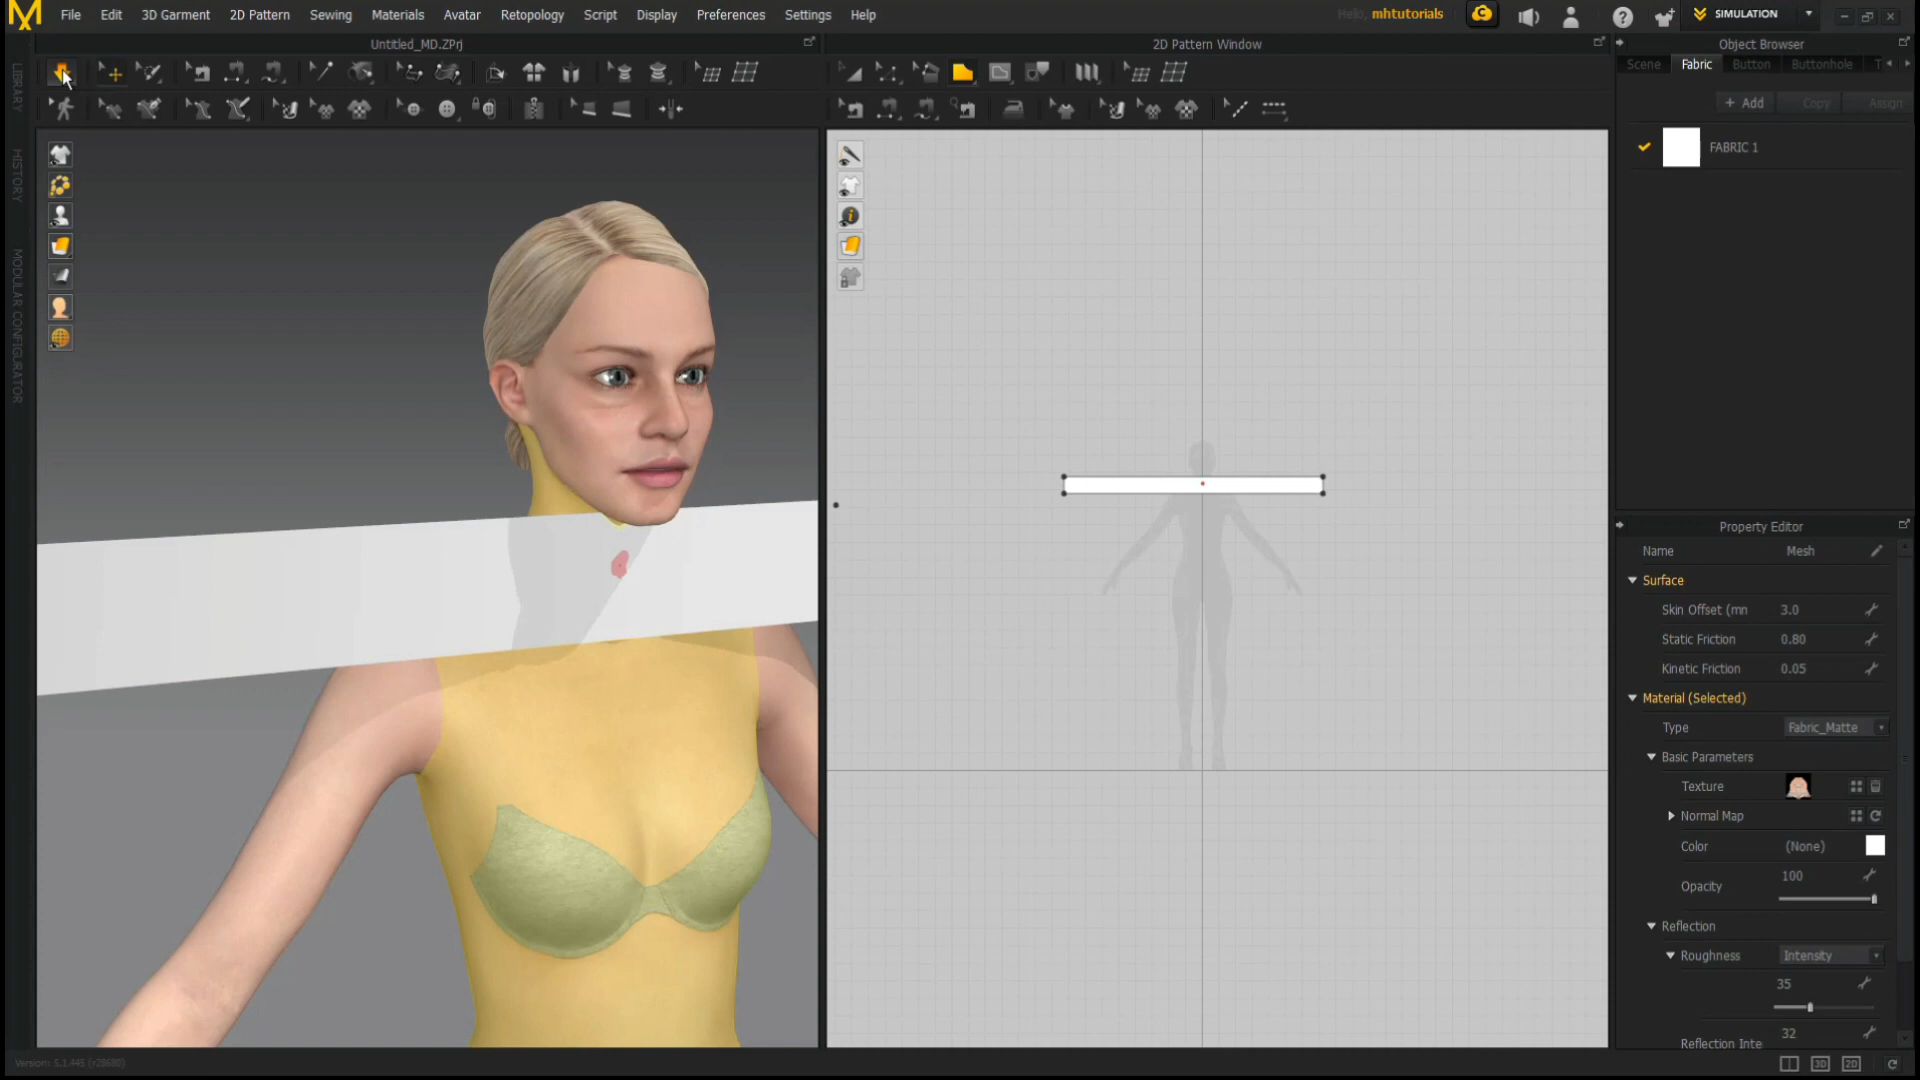 File Edit 3D Garment 2D Pattern Sewing Materials Avatar Retopology Script Display Preferences Settings Help
Hello, mhtutorials
SIMULATION
Untitled_MD.ZPrj
2D Pattern Window
Object Browser
Scene Fabric Button Buttonhole T
+ Add Copy Assign
FABRIC 1
LIBRARY
HISTORY
MODULAR CONFIGURATOR
Property Editor
Name Mesh
Surface
Skin Offset (mn 3.0
Static Friction 0.80
Kinetic Friction 0.05
Material (Selected)
Type Fabric_Matte
Basic Parameters
Texture
Normal Map
Color (None)
Opacity 100
Reflection
Roughness Intensity
35
Reflection Inte 32
Version: 5.1.445 (r28680)
3D 2D